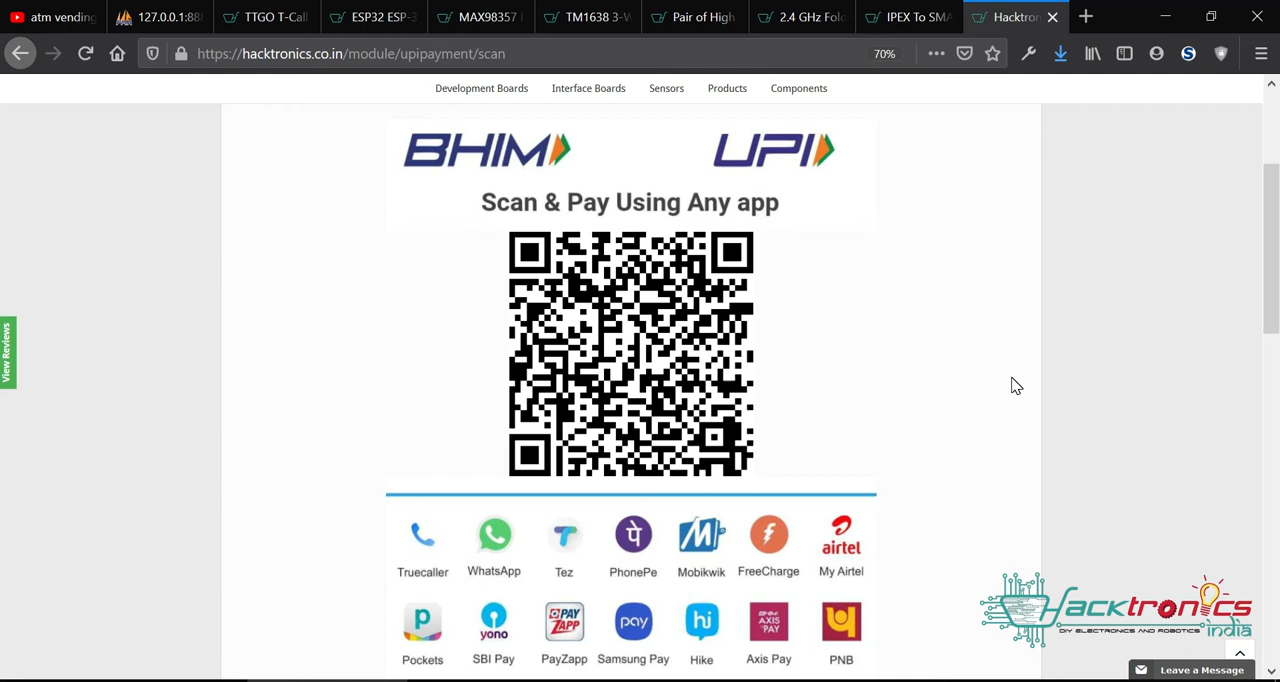 atm vending
127.0.0.1:88
TTGO T-Call
ESP32 ESP-3
MAX98357
TM1638 3-W
Pair of High
2.4 GHz Fol
IPEX To SMA
Hacktron
https://hacktronics.co.in/module/upipayment/scan
70%
Development Boards
Interface Boards
Sensors
Products
Components
BHIM
UPI
Scan & Pay Using Any app
View Reviews
Truecaller
WhatsApp
Tez
PhonePe
Mobikwik
FreeCharge
airtel
My Airtel
yono
PAY
ZAPP
pay
hi
BHIM
AXIS
PAY
Pockets
SBI Pay
PayZapp
Samsung Pay
Hike
Axis Pay
PNB
Hacktronics
DIY ELECTRONICS AND ROBOTICS
india
Leave a Message